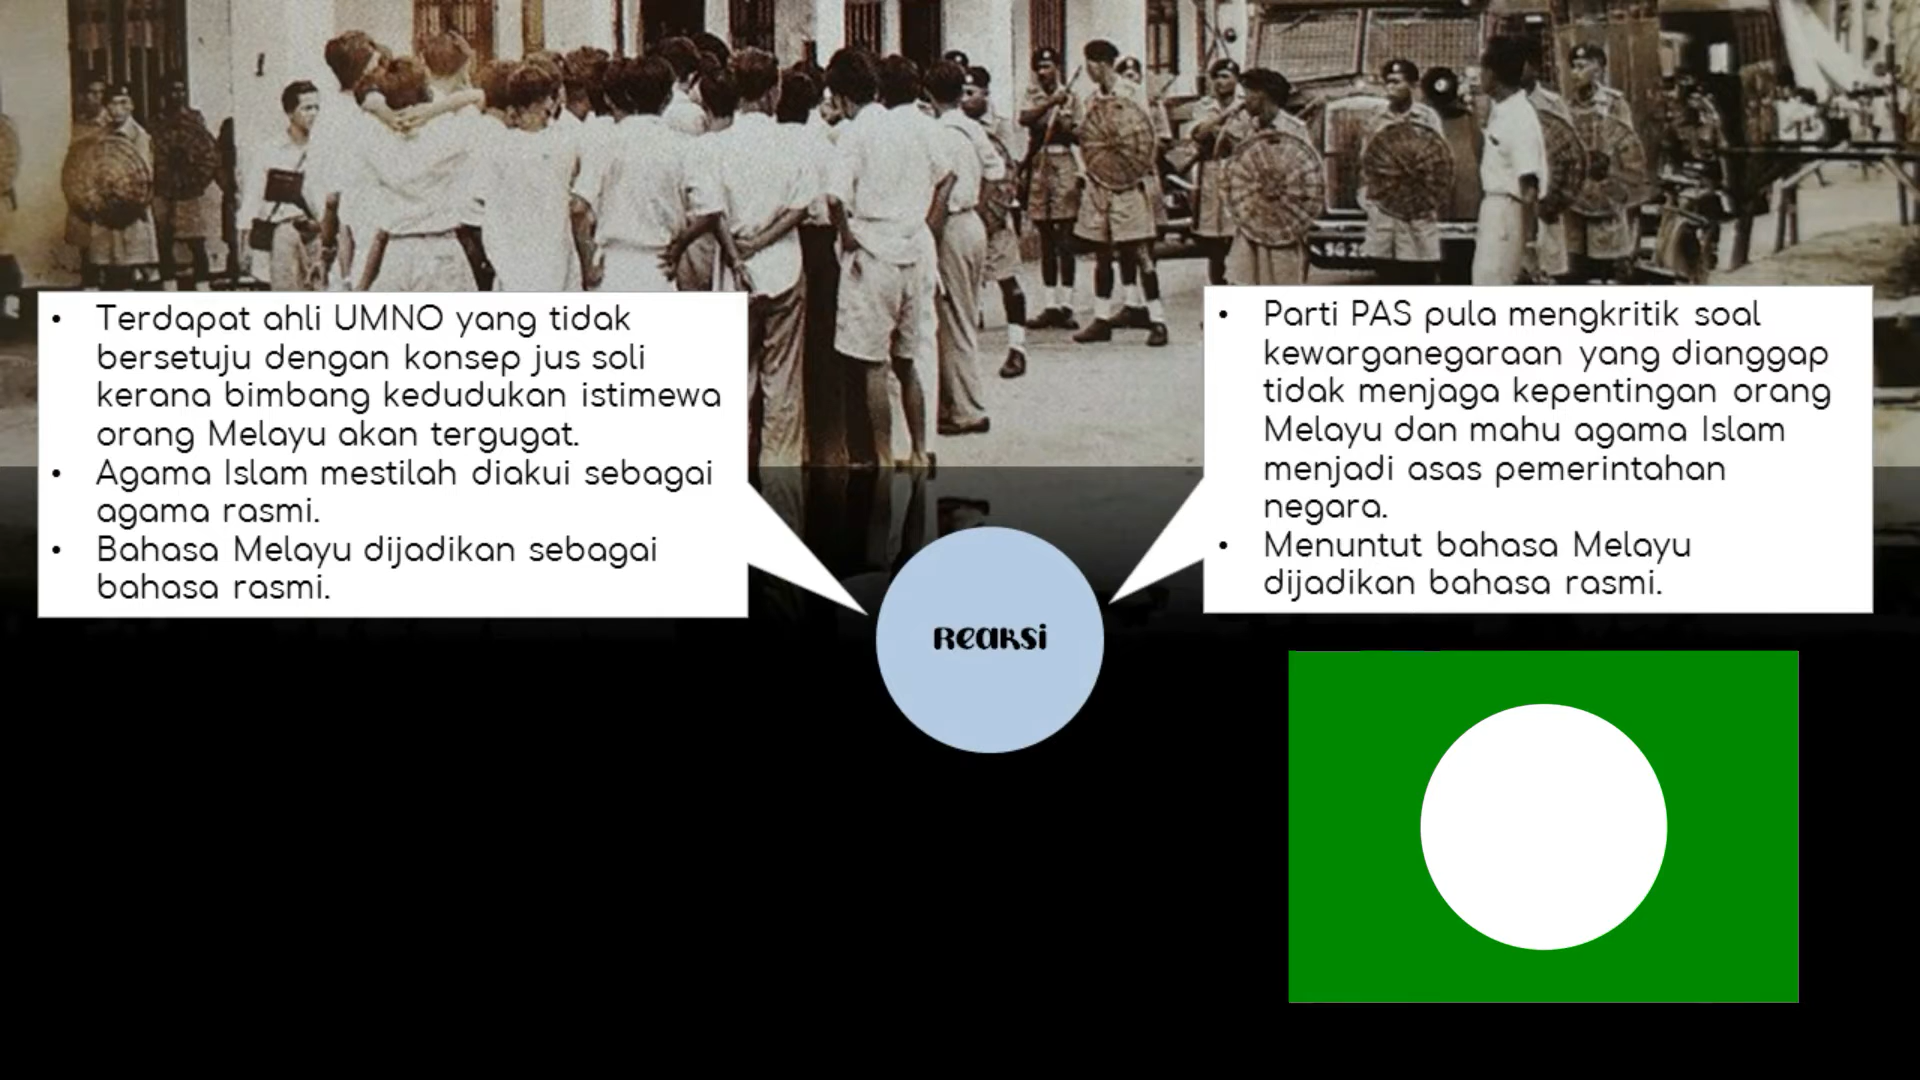 • Terdapat ahli UMNO yang tidak
bersetuju dengan konsep jus soli
kerana bimbang kedudukan istimewa
orang Melayu akan tergugat.
• Agama Islam mestilah diakui sebagai
agama rasmi.
• Bahasa Melayu dijadikan sebagai
bahasa rasmi.
• Parti PAS pula mengkritik soal
kewarganegaraan yang dianggap
tidak menjaga kepentingan orang
Melayu dan mahu agama Islam
menjadi asas pemerintahan
negara.
• Menuntut bahasa Melayu
dijadikan bahasa rasmi.
Reaksi